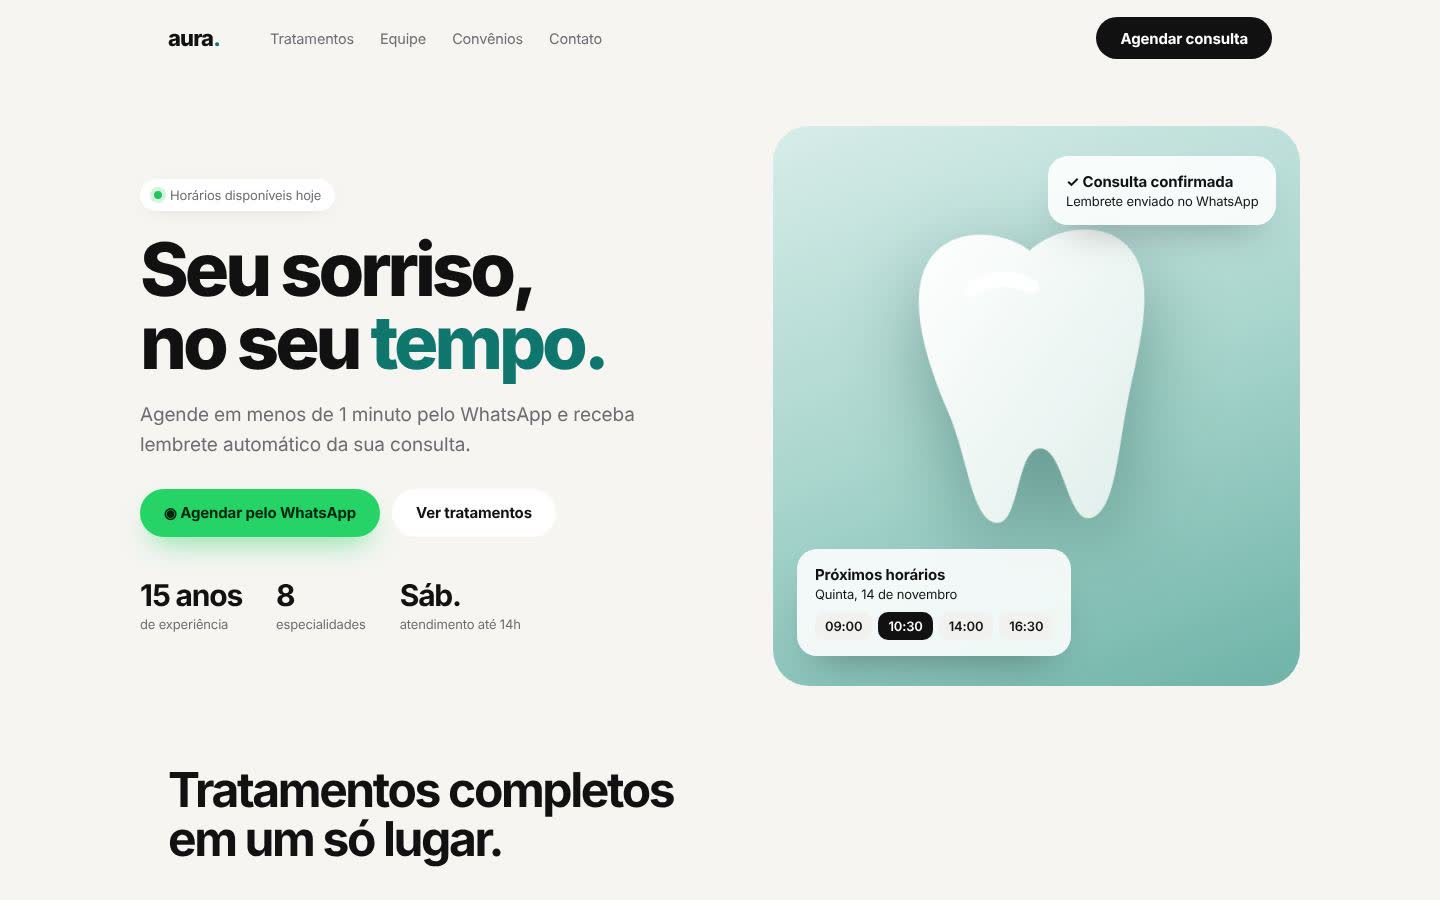 aura.
Tratamentos
Equipe
Convênios
Contato
Agendar consulta
Horários disponíveis hoje
Seu sorriso,
no seu tempo.
Agende em menos de 1 minuto pelo WhatsApp e receba
lembrete automático da sua consulta.
◉ Agendar pelo WhatsApp
Ver tratamentos
15 anos
de experiência
8
especialidades
Sáb.
atendimento até 14h
✓ Consulta confirmada
Lembrete enviado no WhatsApp
Próximos horários
Quinta, 14 de novembro
09:00
10:30
14:00
16:30
Tratamentos completos
em um só lugar.